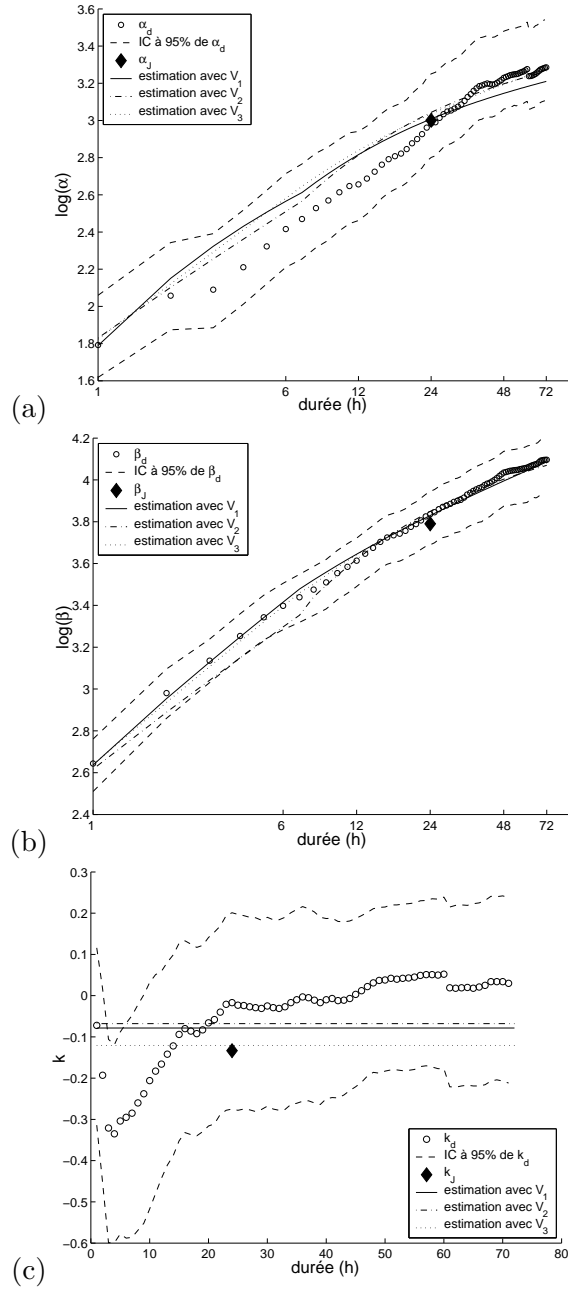 3.6
3.4
3.2
3
2.8
2.6
2.4
2.2
2
1.8
1.6
log(α)
α_d
IC à 95% de α_d
α_J
estimation avec V_1
estimation avec V_2
estimation avec V_3
1 6 12 24 48 72
durée (h)
(a)
4.2
4
3.8
3.6
3.4
3.2
3
2.8
2.6
2.4
log(β)
β_d
IC à 95% de β_d
β_J
estimation avec V_1
estimation avec V_2
estimation avec V_3
1 6 12 24 48 72
durée (h)
(b)
0.3
0.2
0.1
0
−0.1
−0.2
−0.3
−0.4
−0.5
−0.6
k
k_d
IC à 95% de k_d
k_J
estimation avec V_1
estimation avec V_2
estimation avec V_3
0 10 20 30 40 50 60 70 80
durée (h)
(c)